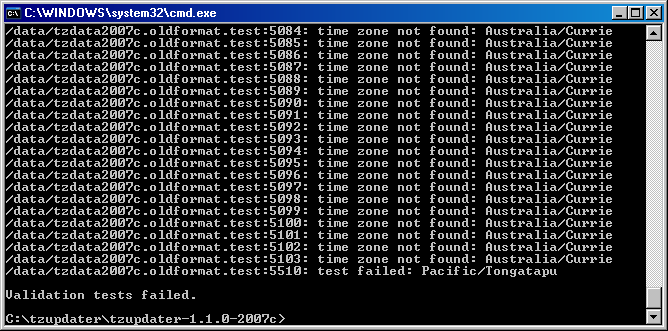 C:\WINDOWS\system32\cmd.exe
/data/tzdata2007c.oldformat.test:5084: time zone not found: Australia/Currie
/data/tzdata2007c.oldformat.test:5085: time zone not found: Australia/Currie
/data/tzdata2007c.oldformat.test:5086: time zone not found: Australia/Currie
/data/tzdata2007c.oldformat.test:5087: time zone not found: Australia/Currie
/data/tzdata2007c.oldformat.test:5088: time zone not found: Australia/Currie
/data/tzdata2007c.oldformat.test:5089: time zone not found: Australia/Currie
/data/tzdata2007c.oldformat.test:5090: time zone not found: Australia/Currie
/data/tzdata2007c.oldformat.test:5091: time zone not found: Australia/Currie
/data/tzdata2007c.oldformat.test:5092: time zone not found: Australia/Currie
/data/tzdata2007c.oldformat.test:5093: time zone not found: Australia/Currie
/data/tzdata2007c.oldformat.test:5094: time zone not found: Australia/Currie
/data/tzdata2007c.oldformat.test:5095: time zone not found: Australia/Currie
/data/tzdata2007c.oldformat.test:5096: time zone not found: Australia/Currie
/data/tzdata2007c.oldformat.test:5097: time zone not found: Australia/Currie
/data/tzdata2007c.oldformat.test:5098: time zone not found: Australia/Currie
/data/tzdata2007c.oldformat.test:5099: time zone not found: Australia/Currie
/data/tzdata2007c.oldformat.test:5100: time zone not found: Australia/Currie
/data/tzdata2007c.oldformat.test:5101: time zone not found: Australia/Currie
/data/tzdata2007c.oldformat.test:5102: time zone not found: Australia/Currie
/data/tzdata2007c.oldformat.test:5103: time zone not found: Australia/Currie
/data/tzdata2007c.oldformat.test:5510: test failed: Pacific/Tongatapu
Validation tests failed.
C:\tzupdater\tzupdater-1.1.0-2007c>